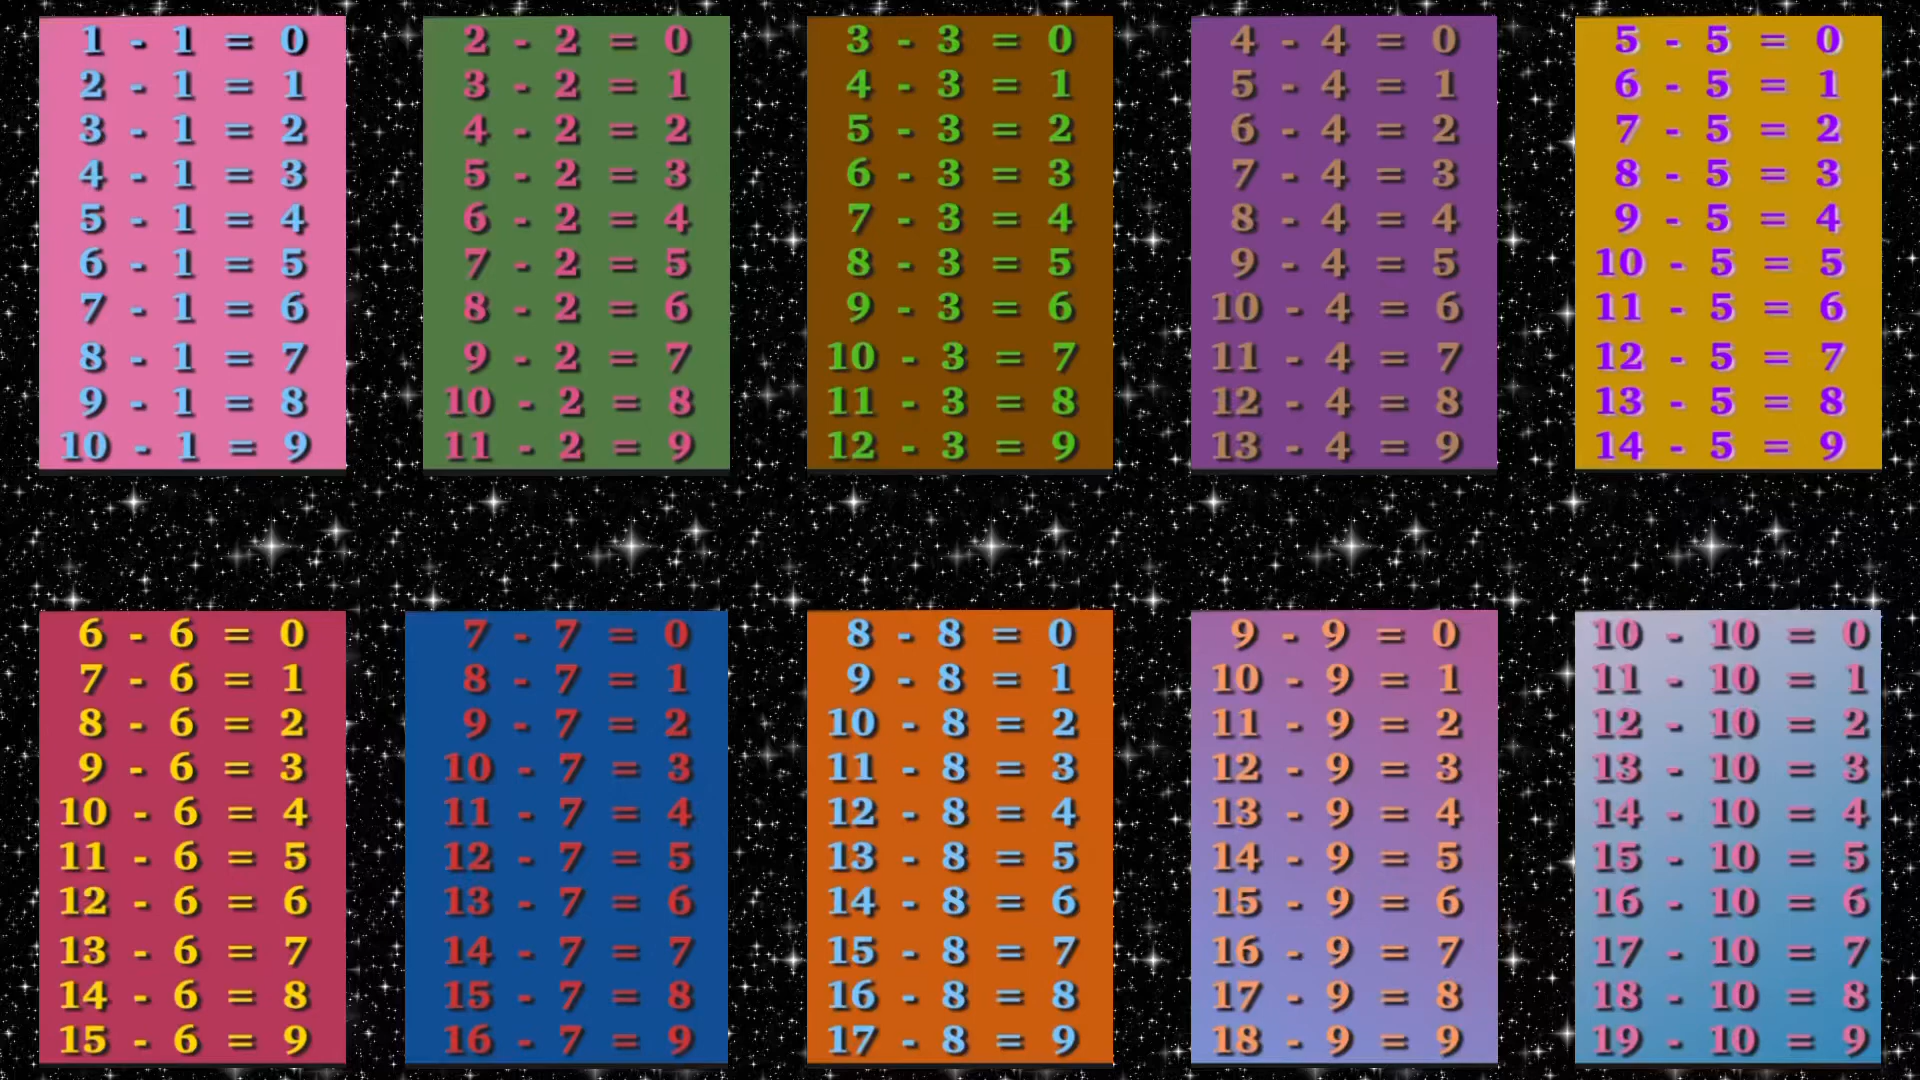 1 - 1 = 0
2 - 1 = 1
3 - 1 = 2
4 - 1 = 3
5 - 1 = 4
6 - 1 = 5
7 - 1 = 6
8 - 1 = 7
9 - 1 = 8
10 - 1 = 9
2 - 2 = 0
3 - 2 = 1
4 - 2 = 2
5 - 2 = 3
6 - 2 = 4
7 - 2 = 5
8 - 2 = 6
9 - 2 = 7
10 - 2 = 8
11 - 2 = 9
3 - 3 = 0
4 - 3 = 1
5 - 3 = 2
6 - 3 = 3
7 - 3 = 4
8 - 3 = 5
9 - 3 = 6
10 - 3 = 7
11 - 3 = 8
12 - 3 = 9
4 - 4 = 0
5 - 4 = 1
6 - 4 = 2
7 - 4 = 3
8 - 4 = 4
9 - 4 = 5
10 - 4 = 6
11 - 4 = 7
12 - 4 = 8
13 - 4 = 9
5 - 5 = 0
6 - 5 = 1
7 - 5 = 2
8 - 5 = 3
9 - 5 = 4
10 - 5 = 5
11 - 5 = 6
12 - 5 = 7
13 - 5 = 8
14 - 5 = 9
6 - 6 = 0
7 - 6 = 1
8 - 6 = 2
9 - 6 = 3
10 - 6 = 4
11 - 6 = 5
12 - 6 = 6
13 - 6 = 7
14 - 6 = 8
15 - 6 = 9
7 - 7 = 0
8 - 7 = 1
9 - 7 = 2
10 - 7 = 3
11 - 7 = 4
12 - 7 = 5
13 - 7 = 6
14 - 7 = 7
15 - 7 = 8
16 - 7 = 9
8 - 8 = 0
9 - 8 = 1
10 - 8 = 2
11 - 8 = 3
12 - 8 = 4
13 - 8 = 5
14 - 8 = 6
15 - 8 = 7
16 - 8 = 8
17 - 8 = 9
9 - 9 = 0
10 - 9 = 1
11 - 9 = 2
12 - 9 = 3
13 - 9 = 4
14 - 9 = 5
15 - 9 = 6
16 - 9 = 7
17 - 9 = 8
18 - 9 = 9
10 - 10 = 0
11 - 10 = 1
12 - 10 = 2
13 - 10 = 3
14 - 10 = 4
15 - 10 = 5
16 - 10 = 6
17 - 10 = 7
18 - 10 = 8
19 - 10 = 9